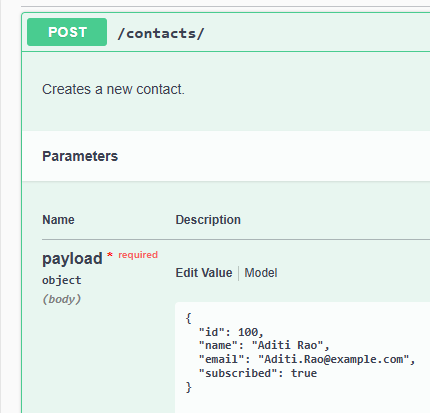 POST /contacts/
Creates a new contact.
Parameters
Name Description
payload * required
object
(body)
Edit Value Model
{
  "id": 100,
  "name": "Aditi Rao",
  "email": "Aditi.Rao@example.com",
  "subscribed": true
}